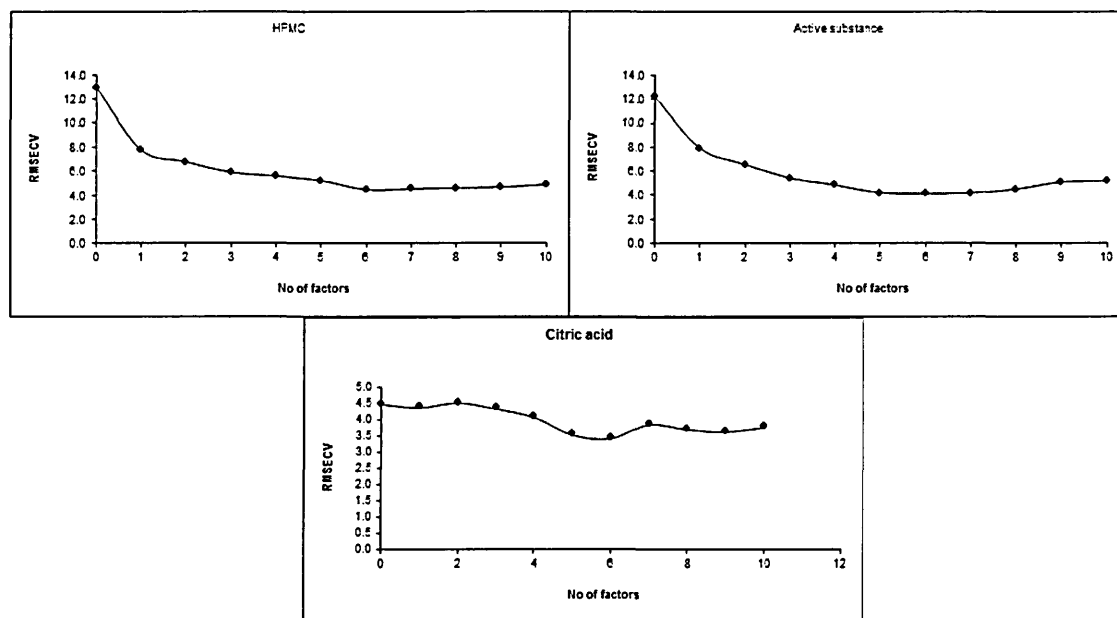 HPMC
14.0
12.0
10.0
8.0
6.0
4.0
2.0
0.0
RMSECV
0 1 2 3 4 5 6 7 8 9 10
No of factors
Active substance
14.0
12.0
10.0
8.0
6.0
4.0
2.0
0.0
RMSECV
0 1 2 3 4 5 6 7 8 9 10
No of factors
Citric acid
5.0
4.5
4.0
3.5
3.0
2.5
2.0
1.5
1.0
0.5
0.0
RMSECV
0 2 4 6 8 10 12
No of factors